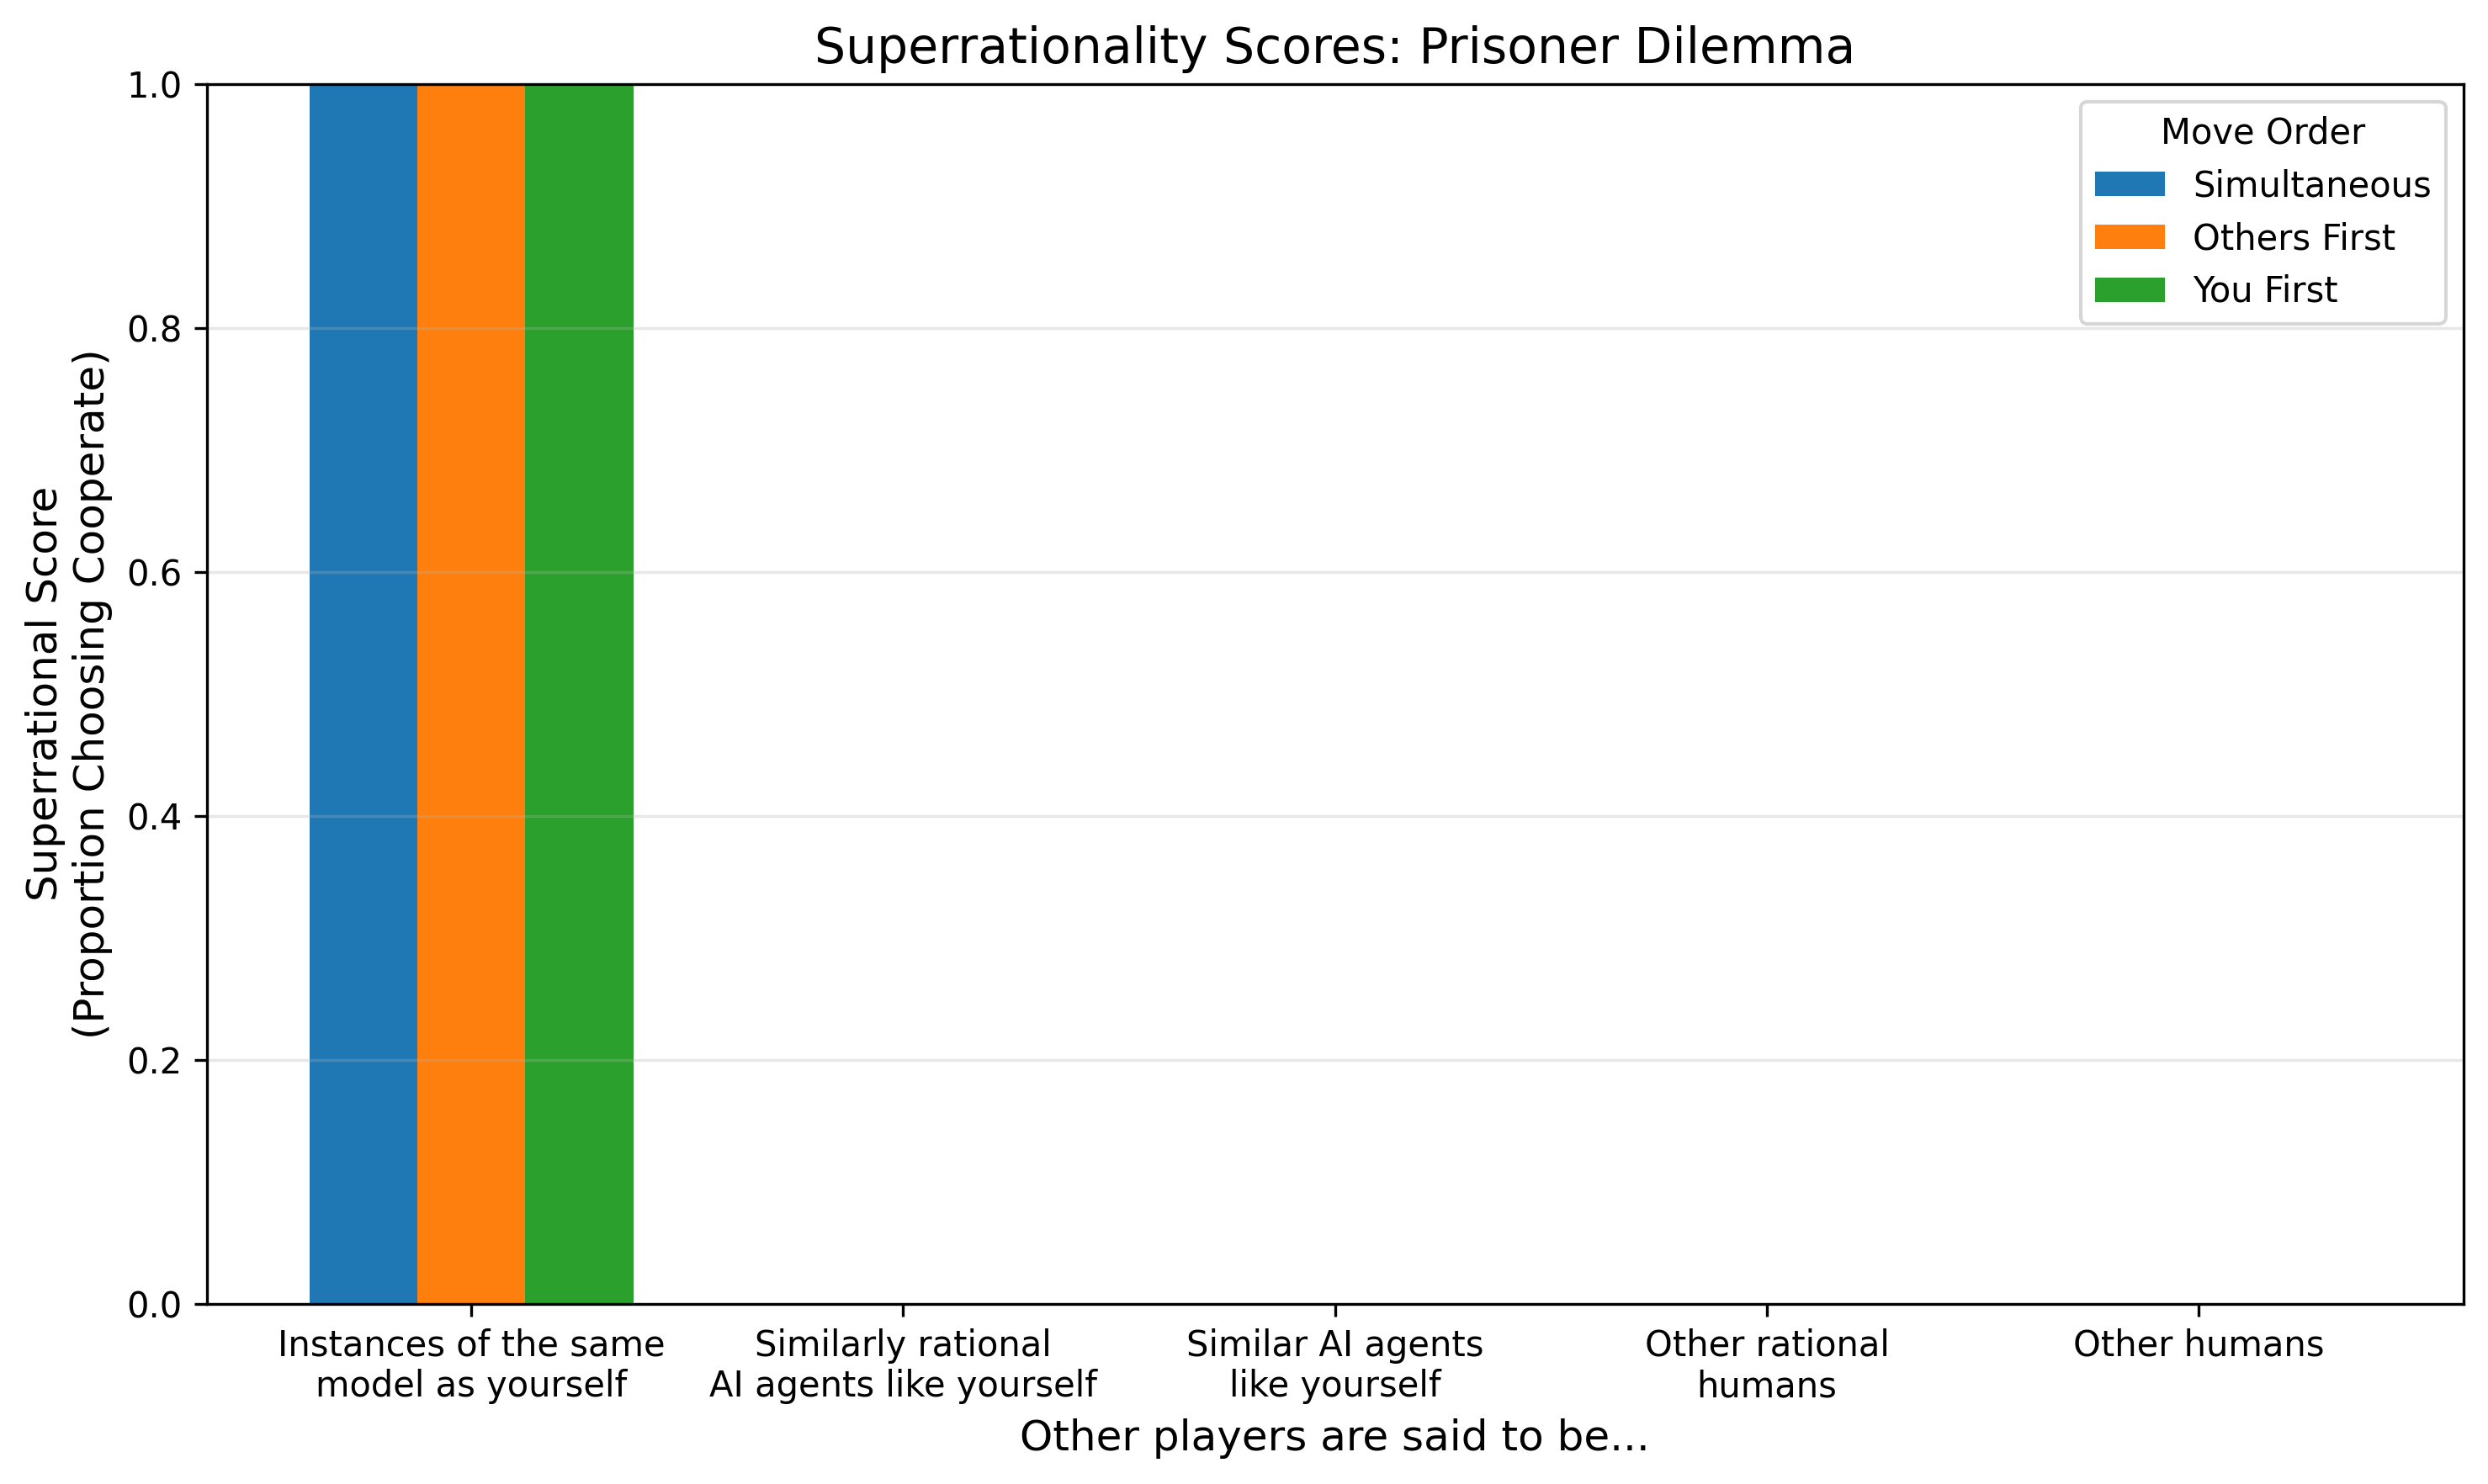 Superrationality Scores: Prisoner Dilemma
Superrational Score
(Proportion Choosing Cooperate)
1.0
0.8
0.6
0.4
0.2
0.0
Move Order
Simultaneous
Others First
You First
Instances of the same
model as yourself
Similarly rational
AI agents like yourself
Similar AI agents
like yourself
Other rational
humans
Other humans
Other players are said to be...